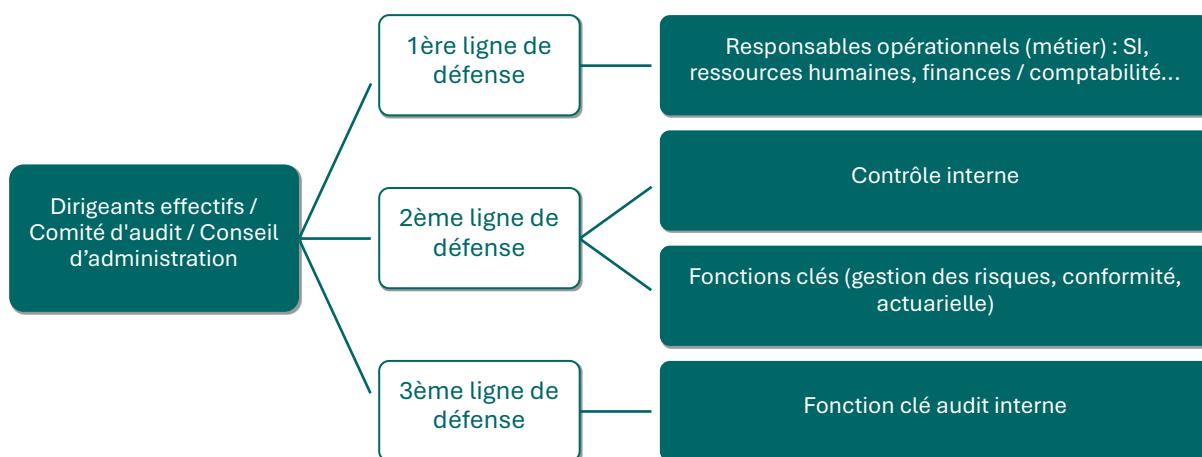 1ère ligne de
défense
Responsables opérationnels (métier) : SI,
ressources humaines, finances / comptabilité...
Dirigeants effectifs /
Comité d'audit / Conseil
d’administration
2ème ligne de
défense
Contrôle interne
Fonctions clés (gestion des risques, conformité,
actuarielle)
3ème ligne de
défense
Fonction clé audit interne